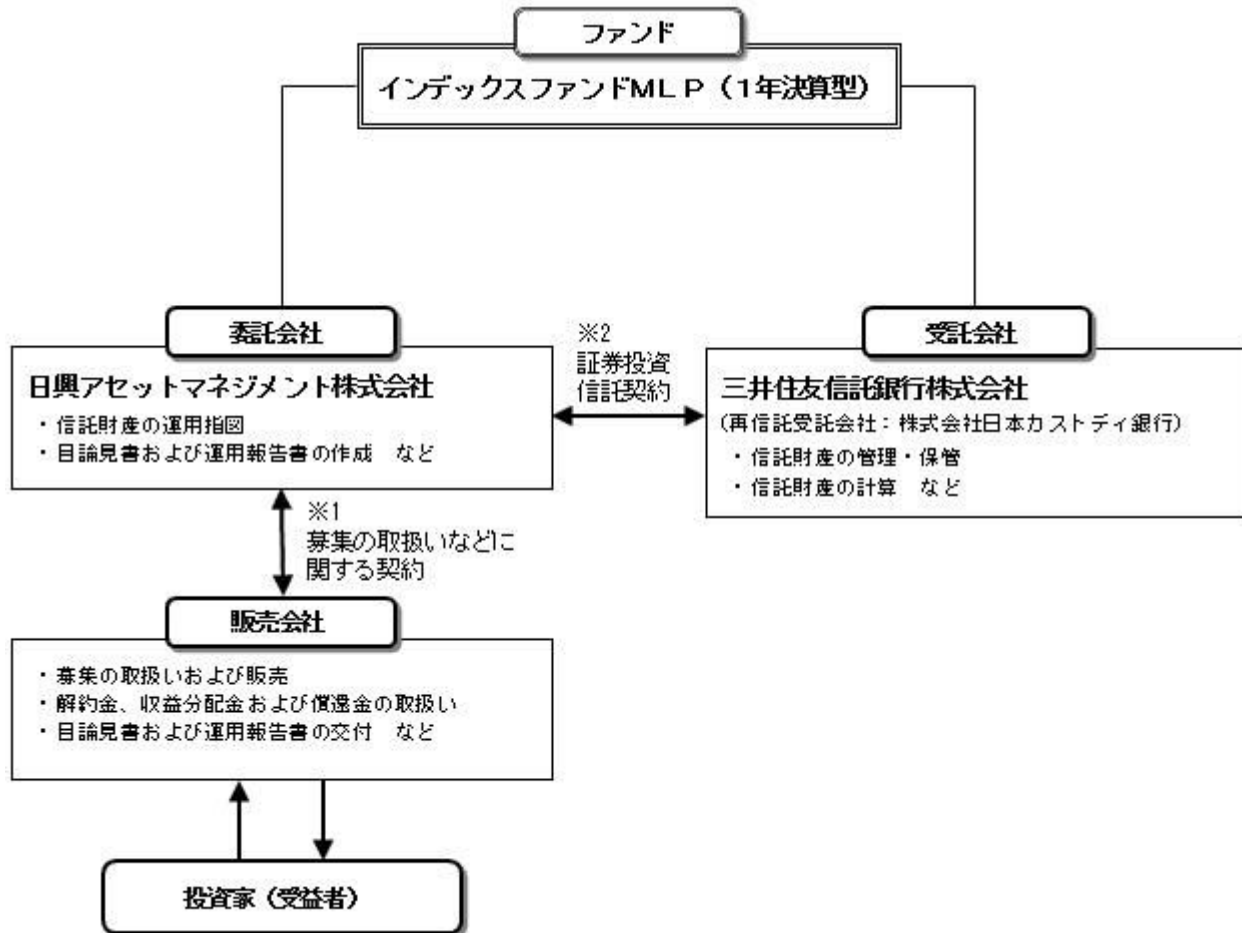 ファンド
インデックスファンドMLP（1年決算型）
委託会社
日興アセットマネジメント株式会社
・信託財産の運用指図
・目論見書および運用報告書の作成　など
※2
証券投資
信託契約
受託会社
三井住友信託銀行株式会社
(再信託受託会社：株式会社日本カストディ銀行)
・信託財産の管理・保管
・信託財産の計算　など
※1
募集の取扱いなどに
関する契約
販売会社
・募集の取扱いおよび販売
・解約金、収益分配金および償還金の取扱い
・目論見書および運用報告書の交付　など
投資家（受益者）